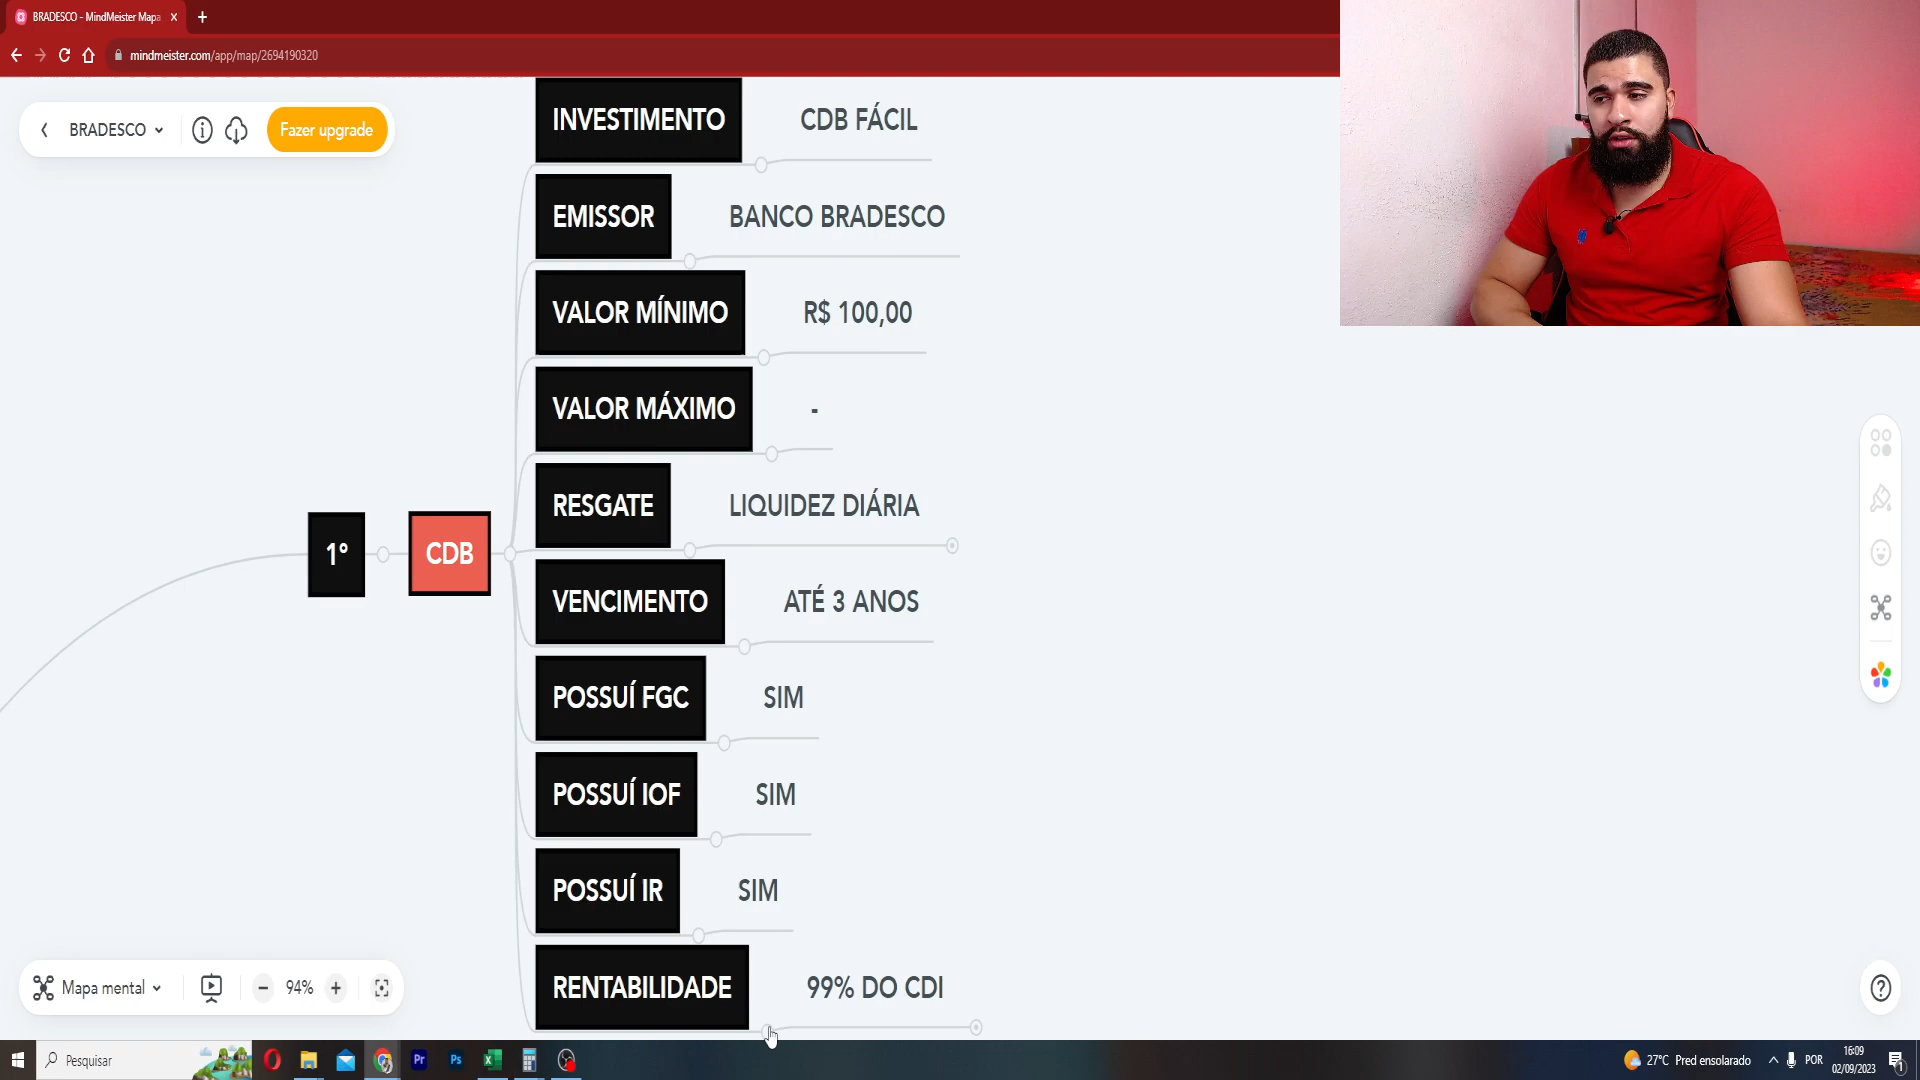 BRADESCO - MindMeister Mapa
mindmeister.com/app/map/2694190320
BRADESCO
Fazer upgrade
INVESTIMENTO CDB FÁCIL
EMISSOR BANCO BRADESCO
VALOR MÍNIMO R$ 100,00
VALOR MÁXIMO -
RESGATE LIQUIDEZ DIÁRIA
1º CDB
VENCIMENTO ATÉ 3 ANOS
POSSUÍ FGC SIM
POSSUÍ IOF SIM
POSSUÍ IR SIM
RENTABILIDADE 99% DO CDI
Mapa mental 94%
Pesquisar
Pr
Ps
27°C Pred ensolarado
POR
16:09
02/09/2023
1